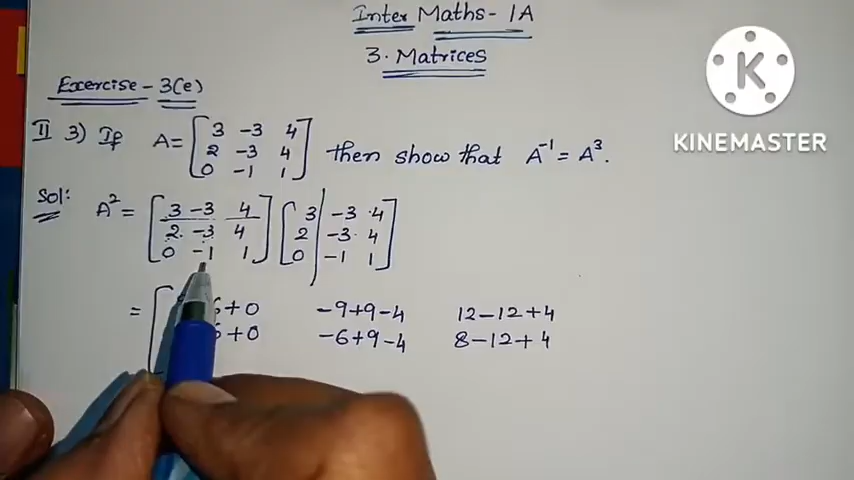 Inter Maths-1A
3. Matrices
Exercise-3(e)
II 3) If A= [3 -3 4 then show that A⁻¹ = A³.
2 -3 4
0 -1 1]
Sol: A² = [3 -3 4 [3 -3 4
2 -3 4 2 -3 4
0 -1 1] 0 -1 1]
= [ 6+0 -9+9-4 12-12+4
+0 -6+9-4 8-12+4
K
KINEMASTER